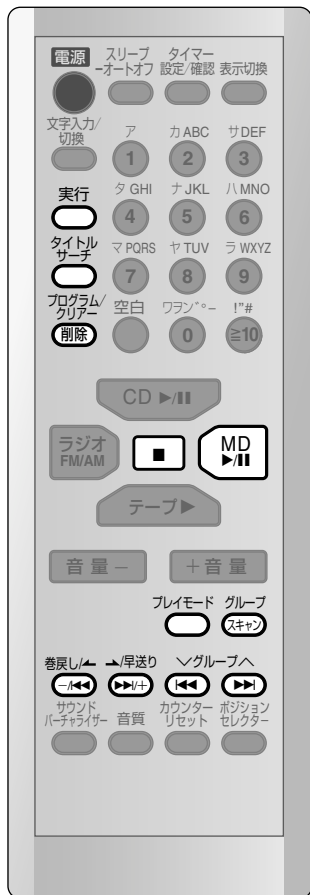 電源 スリープ タイマー
-オートオフ 設定/確認 表示切換
文字入力/ ア カ ABC サ DEF
切換 1 2 3
実行 タ GHI ナ JKL ハ MNO
4 5 6
タイトル マ PQRS ヤ TUV ラ WXYZ
サーチ 7 8 9
プログラム/ 空白 ワヲン゛゜ー !"#
クリアー
削除 0 ≧10
CD ▶/II
ラジオ ■ MD
FM/AM ▶/II
テープ ▶
音量 − ＋音量
プレイモード グループ
スキャン
巻戻し/ /早送り ∨グループ∧
−/I◀◀ ▶▶I/+ I◀◀ ▶▶I
サウンド カウンター ポジション
バーチャライザー 音質 リセット セレクター